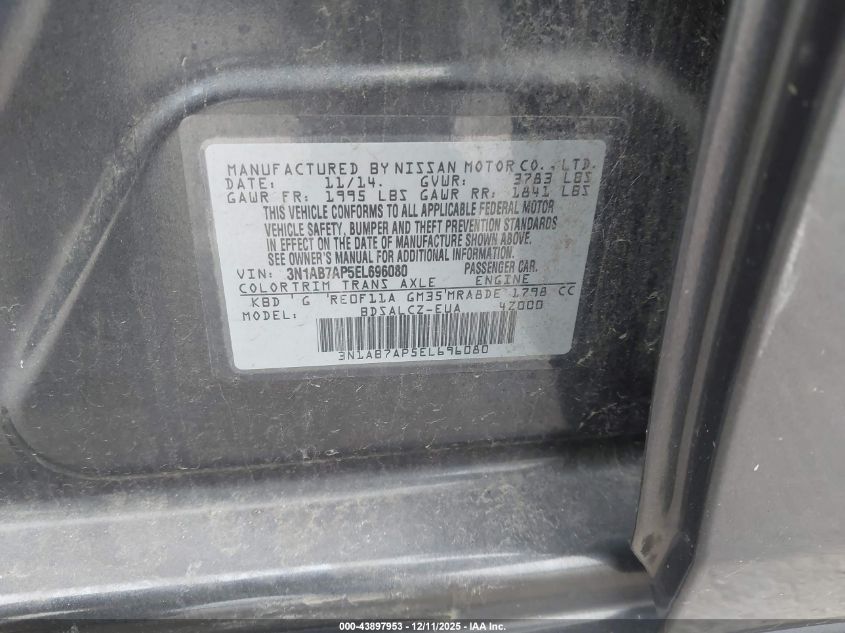 MANUFACTURED BY NISSAN MOTOR CO., LTD.
DATE: 11/14. GVWR: 3783 LBS
GAWR FR: 1995 LBS GAWR RR: 1841 LBS
THIS VEHICLE CONFORMS TO ALL APPLICABLE FEDERAL MOTOR
VEHICLE SAFETY, BUMPER AND THEFT PREVENTION STANDARDS
IN EFFECT ON THE DATE OF MANUFACTURE SHOWN ABOVE.
SEE OWNER'S MANUAL FOR ADDITIONAL INFORMATION.
VIN: 3N1AB7AP5EL696080 PASSENGER CAR.
COLOR TRIM TRANS AXLE ENGINE
KBD 'G 'RE0F11A GM35'MRA8DE'1798 CC
MODEL: BDSALCZ-EUA 4Z000
3N1AB7AP5EL696080
000-43897953 - 12/11/2025 - IAA Inc.